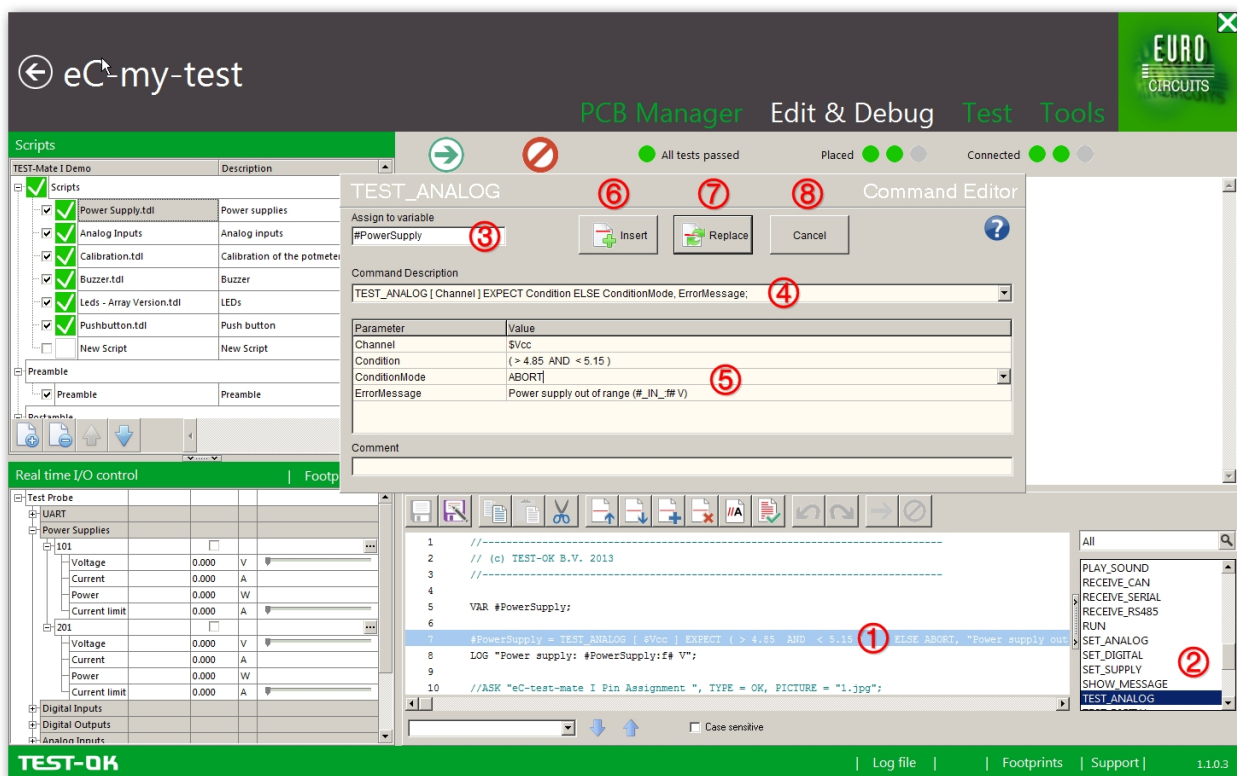 eC-my-test
EURO
CIRCUITS
PCB Manager Edit & Debug Test Tools
Scripts
TEST-Mate I Demo Description
Scripts
Power Supply.tdl Power supplies
Analog Inputs Analog inputs
Calibration.tdl Calibration of the potmeter
Buzzer.tdl Buzzer
Leds - Array Version.tdl LEDs
Pushbutton.tdl Push button
New Script New Script
Preamble
Preamble Preamble
Postamble
All tests passed Placed Connected
TEST_ANALOG Command Editor
⑥ ⑦ ⑧
Assign to variable
#PowerSupply ③
Insert Replace Cancel ?
Command Description
TEST_ANALOG [ Channel ] EXPECT Condition ELSE ConditionMode, ErrorMessage; ④
Parameter Value
Channel $Vcc
Condition ( > 4.85 AND < 5.15 )
ConditionMode ABORT
ErrorMessage Power supply out of range (#_IN_:f# V)
⑤
Comment
Real time I/O control | Footp
Test Probe
UART
Power Supplies
101 ...
Voltage 0.000 V
Current 0.000 A
Power 0.000 W
Current limit 0.000 A
201 ...
Voltage 0.000 V
Current 0.000 A
Power 0.000 W
Current limit 0.000 A
Digital Inputs
Digital Outputs
Analog Inputs
//A
1 //-----------------------------------------------------------------------------
2 // (c) TEST-OK B.V. 2013
3 //-----------------------------------------------------------------------------
4
5 VAR #PowerSupply;
6
7 #PowerSupply = TEST_ANALOG [ $Vcc ] EXPECT ( > 4.85 AND < 5.15 ① ELSE ABORT, "Power supply out
8 LOG "Power supply: #PowerSupply:f# V";
9
10 //ASK "eC-test-mate I Pin Assignment ", TYPE = OK, PICTURE = "1.jpg";
Case sensitive
All
PLAY_SOUND
RECEIVE_CAN
RECEIVE_SERIAL
RECEIVE_RS485
RUN
SET_ANALOG
SET_DIGITAL
SET_SUPPLY
SHOW_MESSAGE
TEST_ANALOG
②
TEST-OK
| Log file | | Footprints | Support | 1.1.0.3